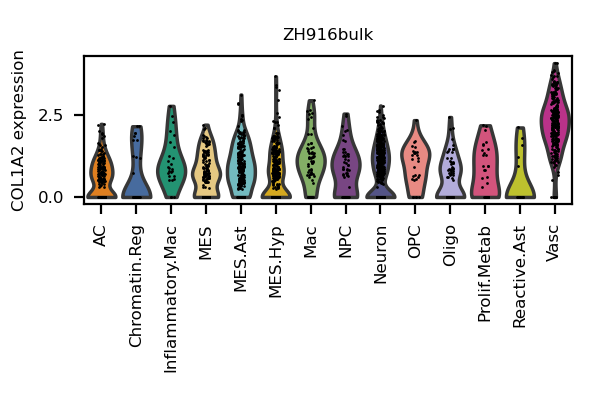 ZH916bulk
COL1A2 expression
2.5
0.0
AC
Chromatin.Reg
Inflammatory.Mac
MES
MES.Ast
MES.Hyp
Mac
NPC
Neuron
OPC
Oligo
Prolif.Metab
Reactive.Ast
Vasc